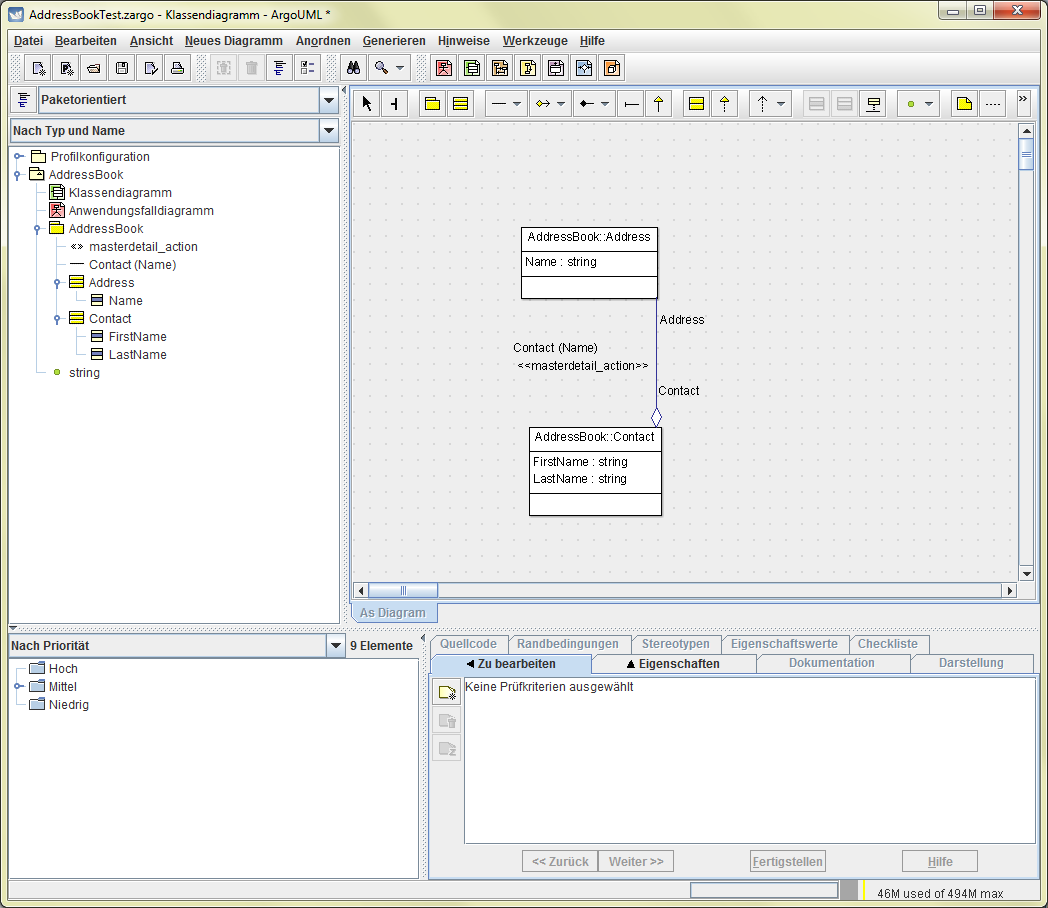 AddressBookTest.zargo - Klassendiagramm - ArgoUML *
Datei Bearbeiten Ansicht Neues Diagramm Anordnen Generieren Hinweise Werkzeuge Hilfe
Paketorientiert
Nach Typ und Name
Profilkonfiguration
AddressBook
Klassendiagramm
Anwendungsfalldiagramm
AddressBook
<> masterdetail_action
Contact (Name)
Address
Name
Contact
FirstName
LastName
string
AddressBook::Address
Name : string
Address
Contact (Name)
<<masterdetail_action>>
Contact
AddressBook::Contact
FirstName : string
LastName : string
As Diagram
Nach Priorität
9 Elemente
Hoch
Mittel
Niedrig
Quellcode Randbedingungen Stereotypen Eigenschaftswerte Checkliste
Zu bearbeiten Eigenschaften Dokumentation Darstellung
Keine Prüfkriterien ausgewählt
<< Zurück Weiter >> Fertigstellen Hilfe
46M used of 494M max